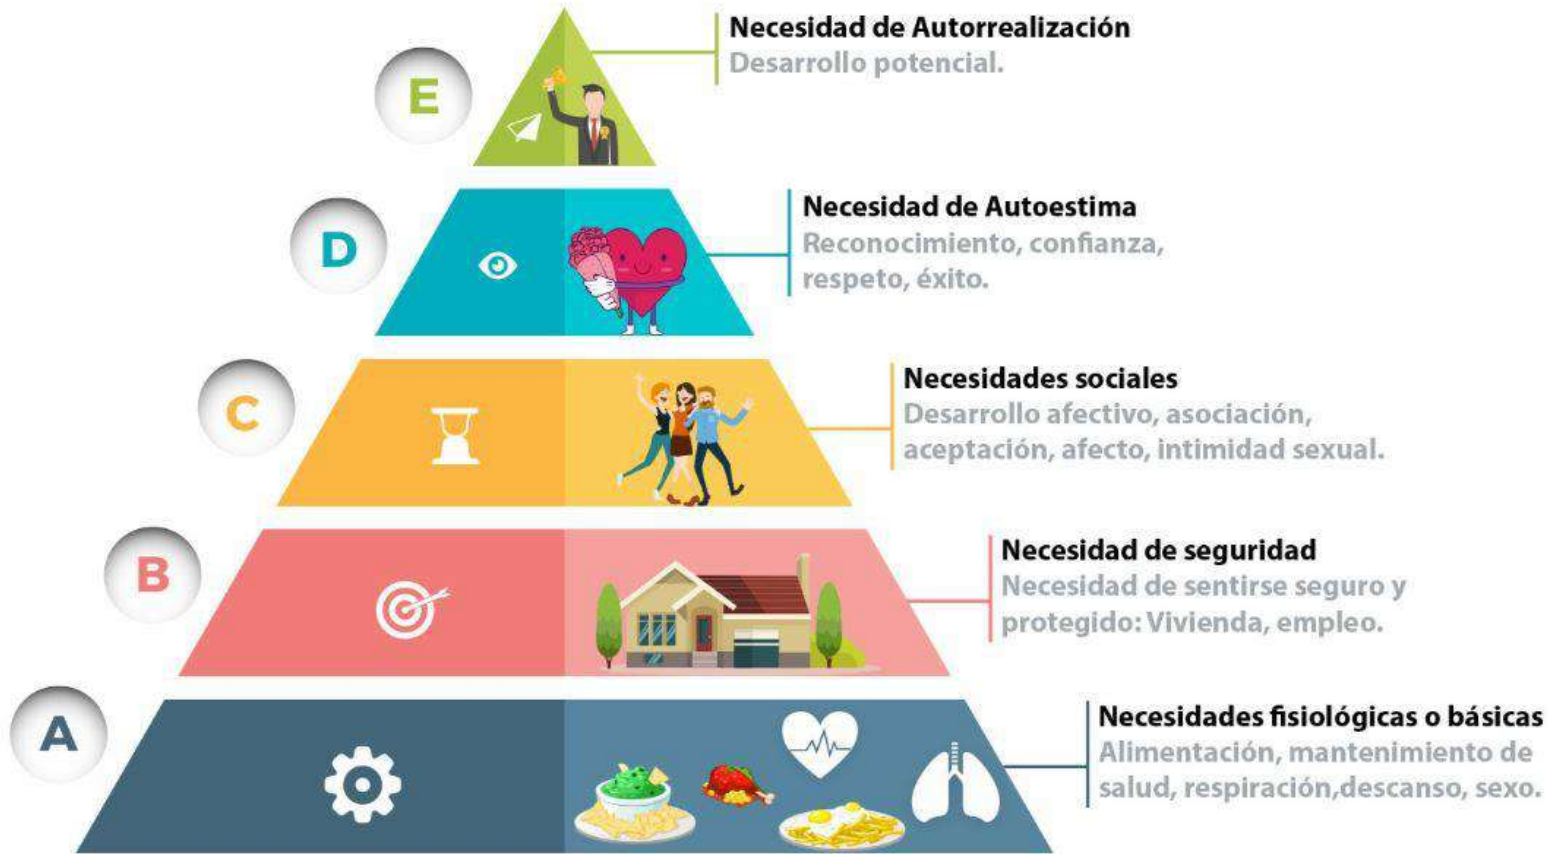 E
Necesidad de Autorrealización
Desarrollo potencial.
D
Necesidad de Autoestima
Reconocimiento, confianza,
respeto, éxito.
C
Necesidades sociales
Desarrollo afectivo, asociación,
aceptación, afecto, intimidad sexual.
B
Necesidad de seguridad
Necesidad de sentirse seguro y
protegido: Vivienda, empleo.
A
Necesidades fisiológicas o básicas
Alimentación, mantenimiento de
salud, respiración,descanso, sexo.